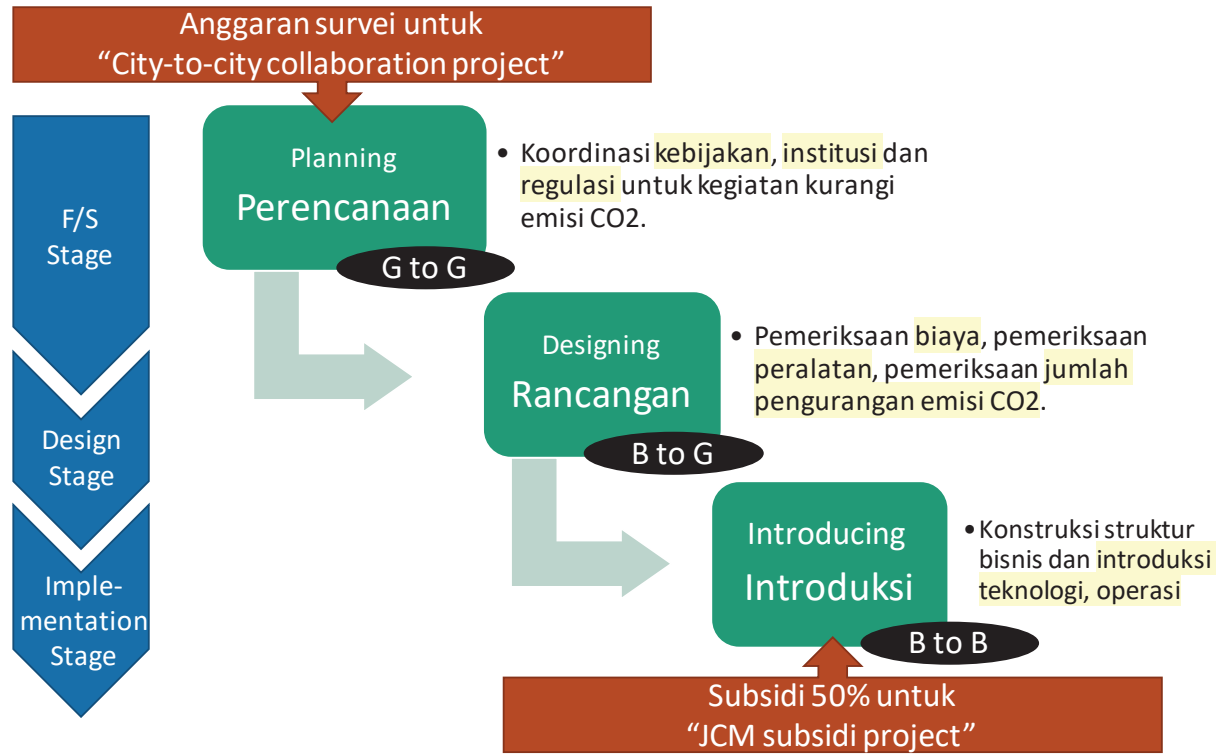 Anggaran survei untuk
“City-to-city collaboration project”
F/S
Stage
Planning
Perencanaan
G to G
• Koordinasi kebijakan, institusi dan
regulasi untuk kegiatan kurangi
emisi CO2.
Design
Stage
Designing
Rancangan
B to G
• Pemeriksaan biaya, pemeriksaan
peralatan, pemeriksaan jumlah
pengurangan emisi CO2.
Imple-
mentation
Stage
Introducing
Introduksi
B to B
• Konstruksi struktur
bisnis dan introduksi
teknologi, operasi
Subsidi 50% untuk
“JCM subsidi project”